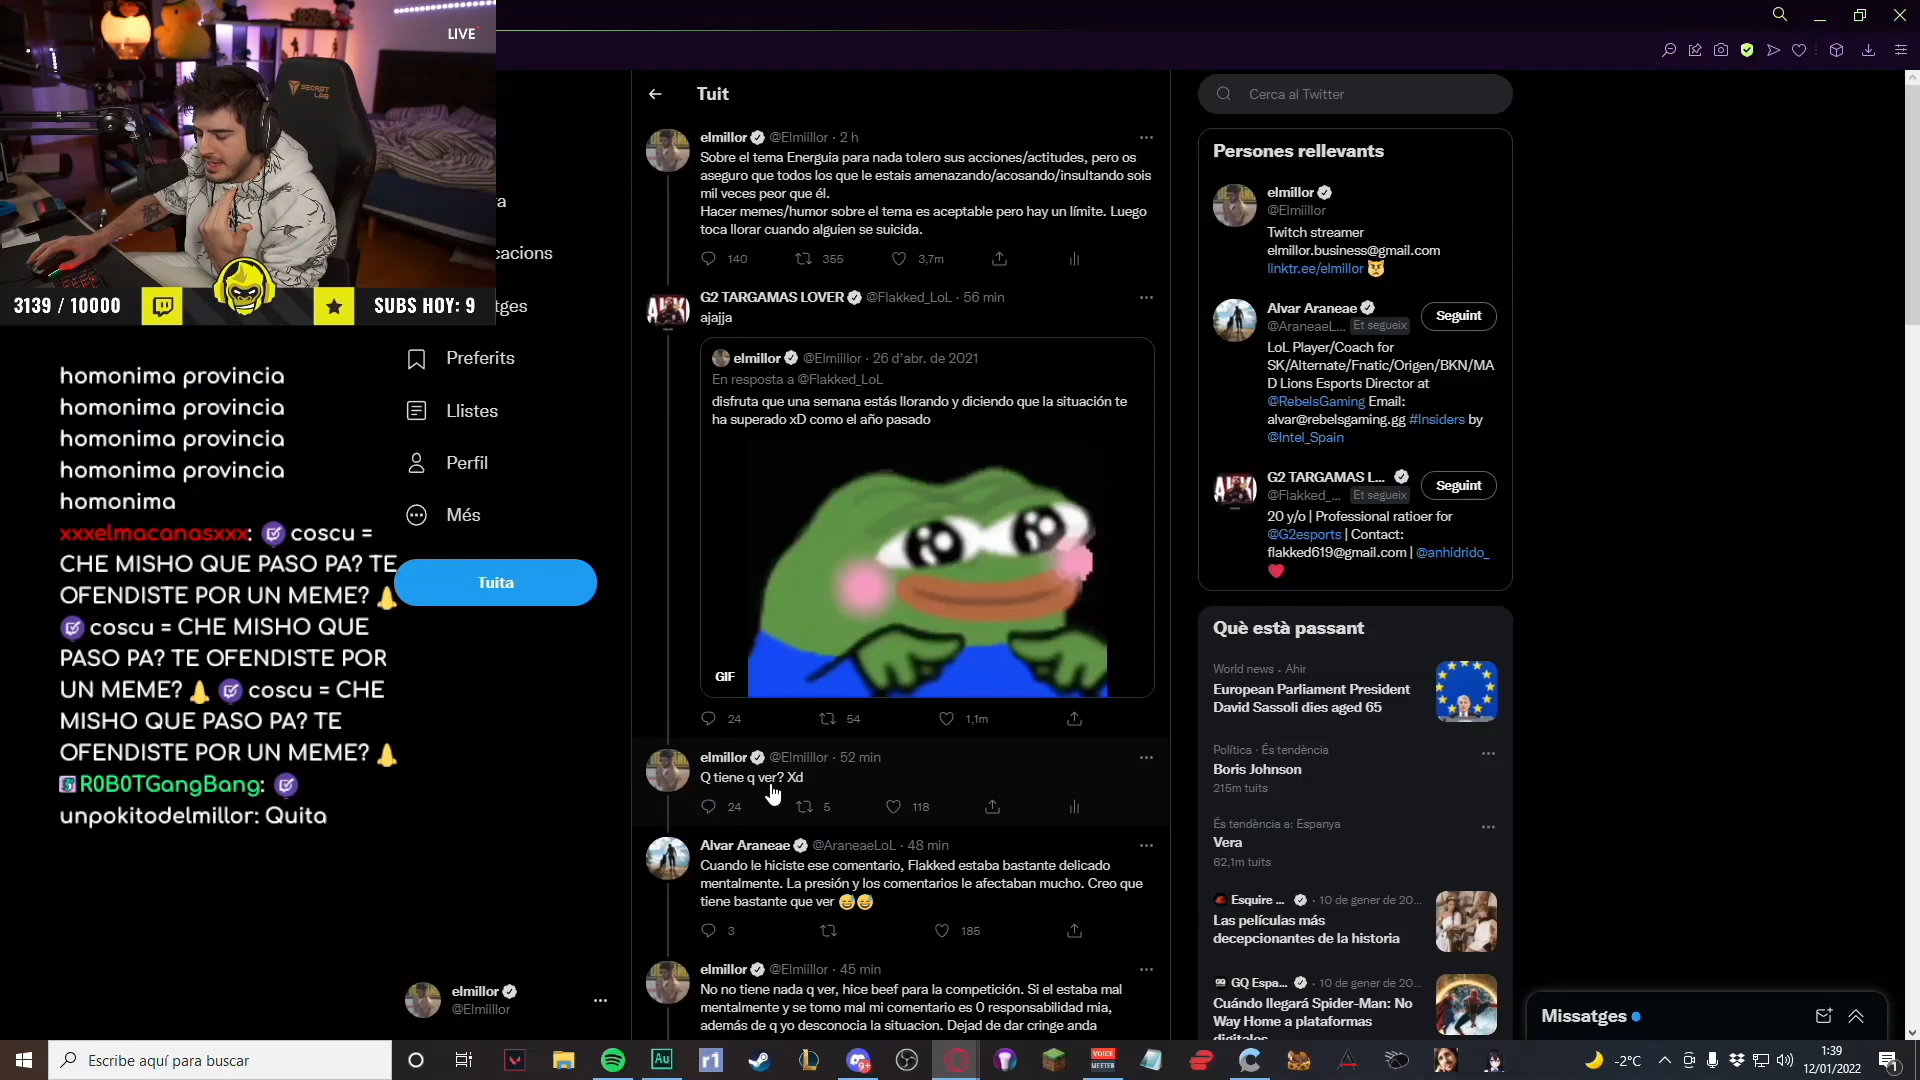 LIVE
SECRET LAB
3139 / 10000
SUBS HOY: 9
homonima provincia
homonima provincia
homonima provincia
homonima provincia
homonima
xxxelmacanasxxx: coscu =
CHE MISHO QUE PASO PA? TE
OFENDISTE POR UN MEME? 🙏
coscu = CHE MISHO QUE
PASO PA? TE OFENDISTE POR
UN MEME? 🙏 coscu = CHE
MISHO QUE PASO PA? TE
OFENDISTE POR UN MEME? 🙏
R0B0TGangBang:
unpokitodelmillor: Quita
a
cacions
tges
Preferits
Llistes
Perfil
Més
Tuita
elmillor
@Elmiillor
Tuit
elmillor @Elmiillor · 2 h
Sobre el tema Energuia para nada tolero sus acciones/actitudes, pero os
aseguro que todos los que le estais amenazando/acosando/insultando sois
mil veces peor que él.
Hacer memes/humor sobre el tema es aceptable pero hay un límite. Luego
toca llorar cuando alguien se suicida.
140 355 3,7m
G2 TARGAMAS LOVER @Flakked_LoL · 56 min
ajajja
elmillor @Elmiillor · 26 d'abr. de 2021
En resposta a @Flakked_LoL
disfruta que una semana estás llorando y diciendo que la situación te
ha superado xD como el año pasado
GIF
24 54 1,1m
elmillor @Elmiillor · 52 min
Q tiene q ver? Xd
24 5 118
Alvar Araneae @AraneaeLoL · 48 min
Cuando le hiciste ese comentario, Flakked estaba bastante delicado
mentalmente. La presión y los comentarios le afectaban mucho. Creo que
tiene bastante que ver 😅😅
3 185
elmillor @Elmiillor · 45 min
No no tiene nada q ver, hice beef para la competición. Si el estaba mal
mentalmente y se tomo mal mi comentario es 0 responsabilidad mia,
además de q yo desconocia la situacion. Dejad de dar cringe anda
Cerca al Twitter
Persones rellevants
elmillor
@Elmiillor
Twitch streamer
elmillor.business@gmail.com
linktr.ee/elmillor 😼
Alvar Araneae
@AraneaeL... Et segueix
Seguint
LoL Player/Coach for
SK/Alternate/Fnatic/Origen/BKN/MA
D Lions Esports Director at
@RebelsGaming Email:
alvar@rebelsgaming.gg #Insiders by
@Intel_Spain
G2 TARGAMAS L...
@Flakked_... Et segueix
Seguint
20 y/o | Professional ratioer for
@G2esports | Contact:
flakked619@gmail.com | @anhidrido_
❤️
Què està passant
World news · Ahir
European Parliament President
David Sassoli dies aged 65
Política · És tendència
Boris Johnson
215m tuits
És tendència a: Espanya
Vera
62,1m tuits
Esquire ... · 10 de gener de 20...
Las películas más
decepcionantes de la historia
GQ Espa... · 10 de gener de 20...
Cuándo llegará Spider-Man: No
Way Home a plataformas
digitales
Missatges
Escribe aquí para buscar
Au
r1
VOICE
MEETER
9+
-2°C
1:39
12/01/2022
1